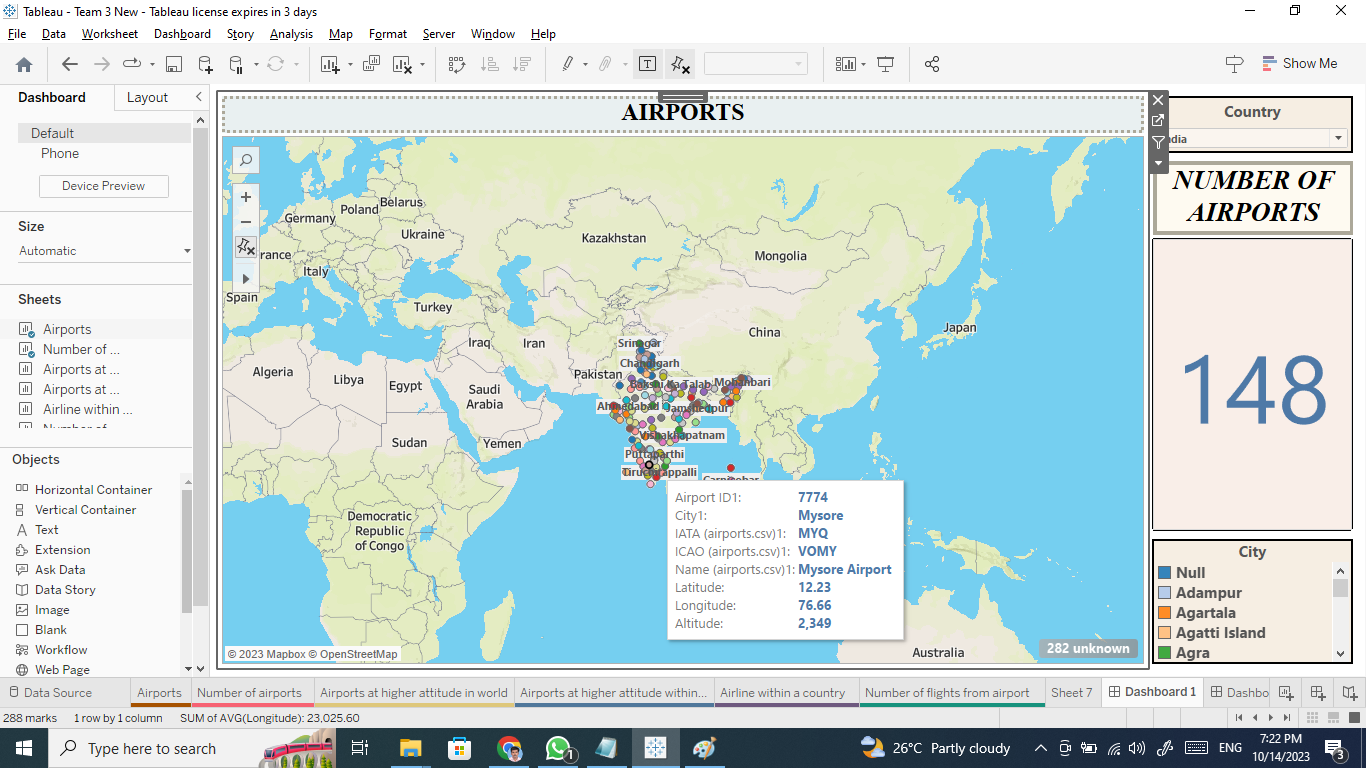 Tableau - Team 3 New - Tableau license expires in 3 days
File Data Worksheet Dashboard Story Analysis Map Format Server Window Help
Show Me
Dashboard Layout
Default
Phone
Device Preview
Size
Automatic
Sheets
Airports
Number of ...
Airports at ...
Airports at ...
Airline within ...
Objects
Horizontal Container
Vertical Container
Text
Extension
Ask Data
Data Story
Image
Blank
Workflow
Web Page
AIRPORTS
Germany
Poland
Belarus
Ukraine
rance
Italy
Spain
Turkey
Kazakhstan
Mongolia
China
Japan
Iraq
Iran
Pakistan
Algeria
Libya
Egypt
Saudi
Arabia
Sudan
Yemen
Democratic
Republic
of Congo
Australia
Srinagar
Chandigarh
Bakshi Ka Talab
Mohanbari
Ahmedabad
Jamshedpur
Vishakhapatnam
Puttaparthi
Tiruchirappalli
Airport ID1: 7774
City1: Mysore
IATA (airports.csv)1: MYQ
ICAO (airports.csv)1: VOMY
Name (airports.csv)1: Mysore Airport
Latitude: 12.23
Longitude: 76.66
Altitude: 2,349
© 2023 Mapbox © OpenStreetMap
282 unknown
Country
ndia
NUMBER OF
AIRPORTS
148
City
Null
Adampur
Agartala
Agatti Island
Agra
Data Source Airports Number of airports Airports at higher attitude in world Airports at higher attitude within... Airline within a country Number of flights from airport Sheet 7 Dashboard 1 Dashbo
288 marks 1 row by 1 column SUM of AVG(Longitude): 23,025.60
Type here to search
1
26°C Partly cloudy
ENG
7:22 PM
10/14/2023
3